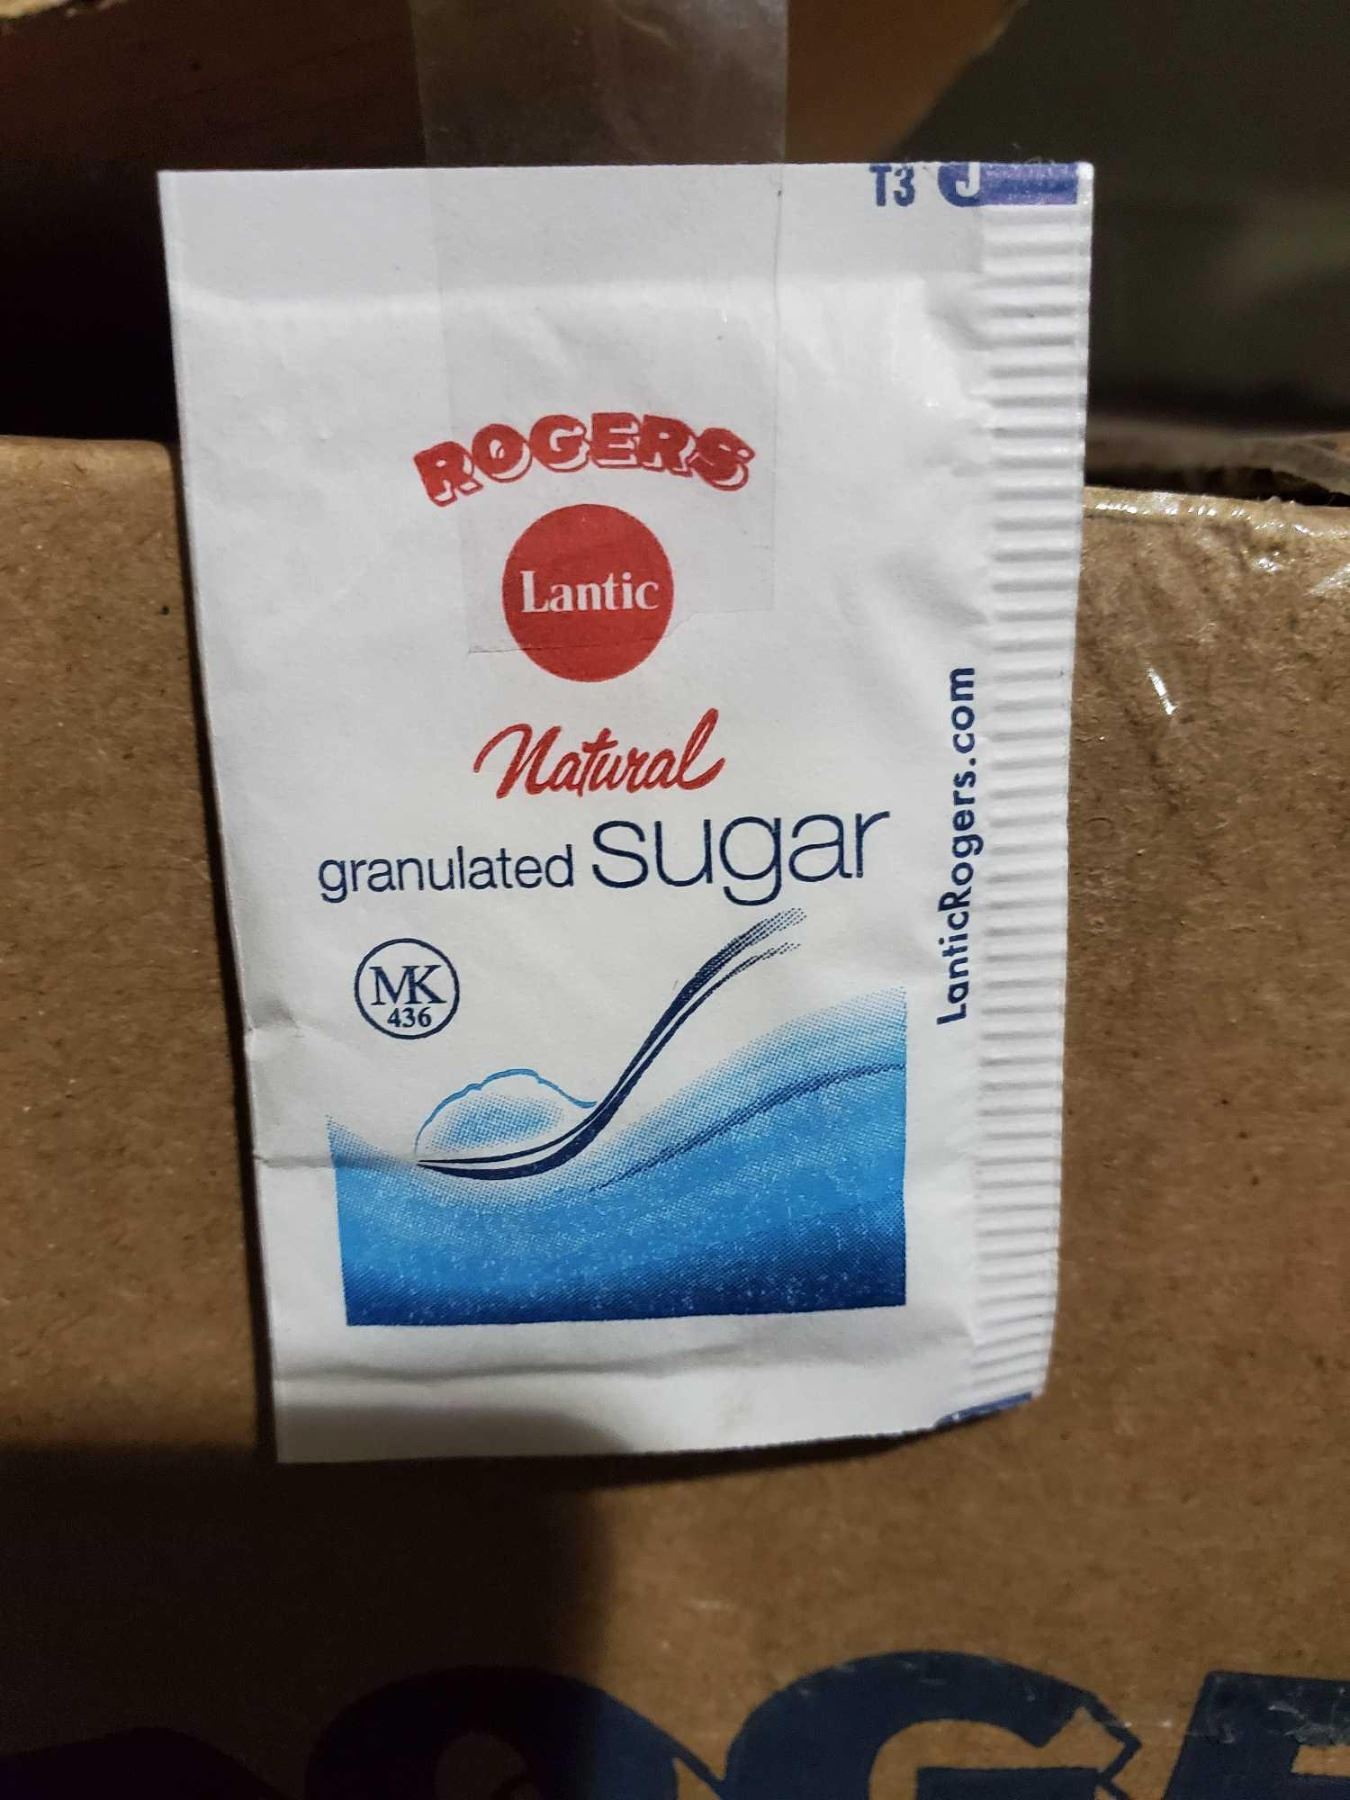 T3 J
ROGERS
Lantic
Natural
granulated sugar
MK
436
LanticRogers.com